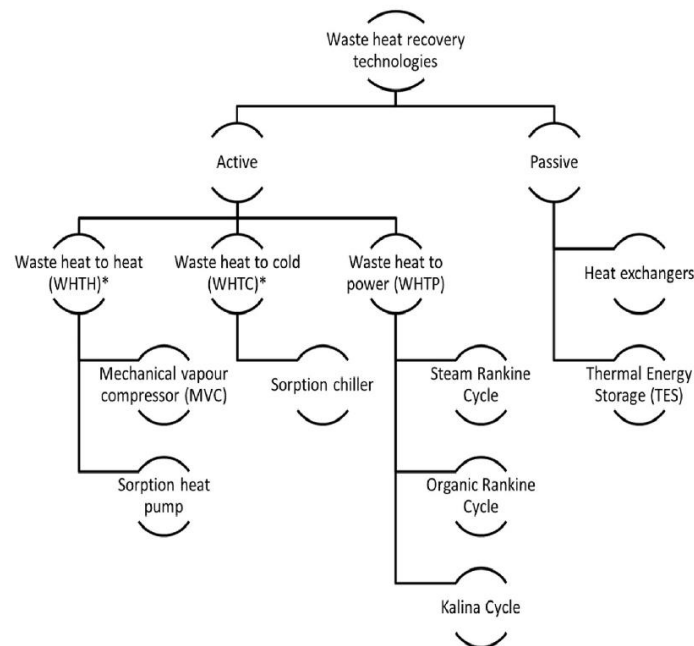 Waste heat recovery
technologies
Active
Passive
Waste heat to heat
(WHTH)*
Waste heat to cold
(WHTC)*
Waste heat to
power (WHTP)
Heat exchangers
Mechanical vapour
compressor (MVC)
Sorption chiller
Steam Rankine
Cycle
Thermal Energy
Storage (TES)
Sorption heat
pump
Organic Rankine
Cycle
Kalina Cycle